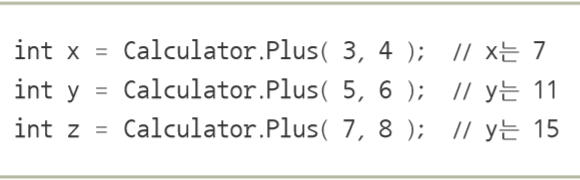 int x = Calculator.Plus( 3, 4 );  // x는 7
int y = Calculator.Plus( 5, 6 );  // y는 11
int z = Calculator.Plus( 7, 8 );  // y는 15